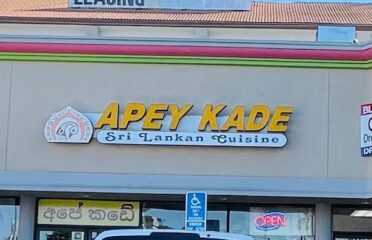 LEASING
APEY KADE
Sri Lankan Cuisine
අපේ කඩේ
OPEN